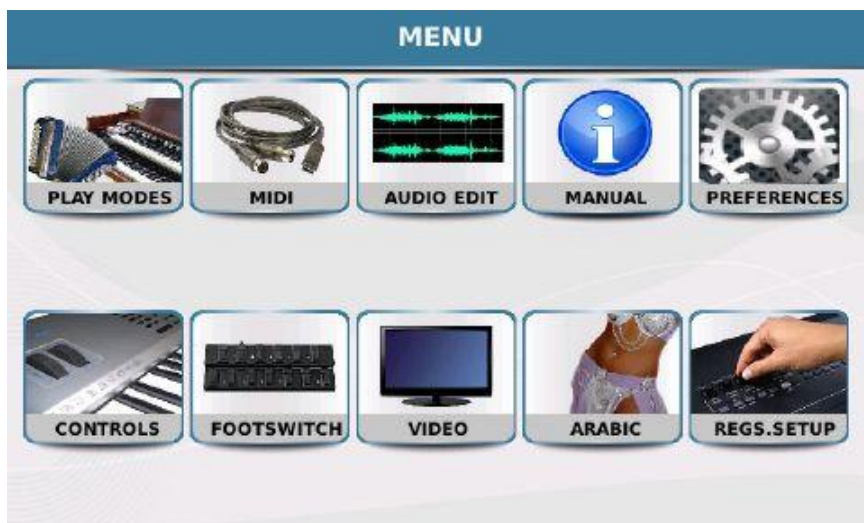 MENU
PLAY MODES
MIDI
AUDIO EDIT
MANUAL
PREFERENCES
CONTROLS
FOOTSWITCH
VIDEO
ARABIC
REGS.SETUP